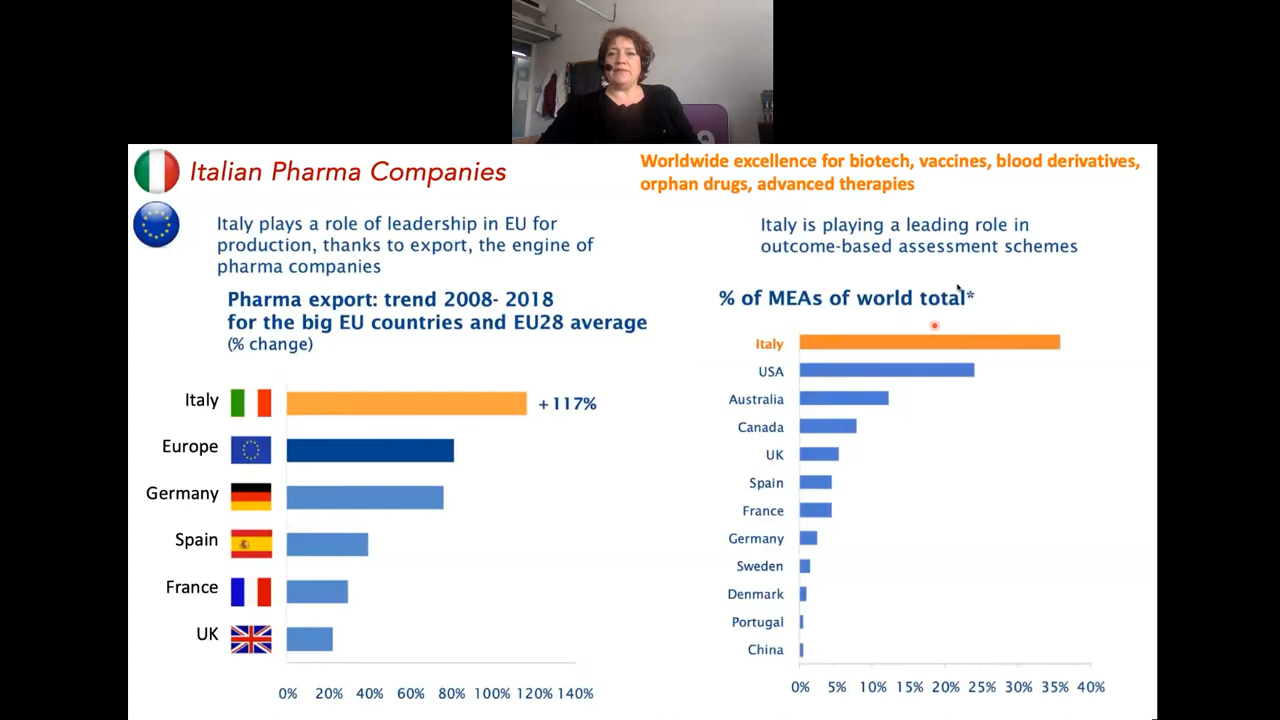 Italian Pharma Companies
Worldwide excellence for biotech, vaccines, blood derivatives,
orphan drugs, advanced therapies
Italy plays a role of leadership in EU for
production, thanks to export, the engine of
pharma companies
Pharma export: trend 2008- 2018
for the big EU countries and EU28 average
(% change)
Italy
+117%
Europe
Germany
Spain
France
UK
0% 20% 40% 60% 80% 100% 120% 140%
Italy is playing a leading role in
outcome-based assessment schemes
% of MEAs of world total*
Italy
USA
Australia
Canada
UK
Spain
France
Germany
Sweden
Denmark
Portugal
China
0% 5% 10% 15% 20% 25% 30% 35% 40%